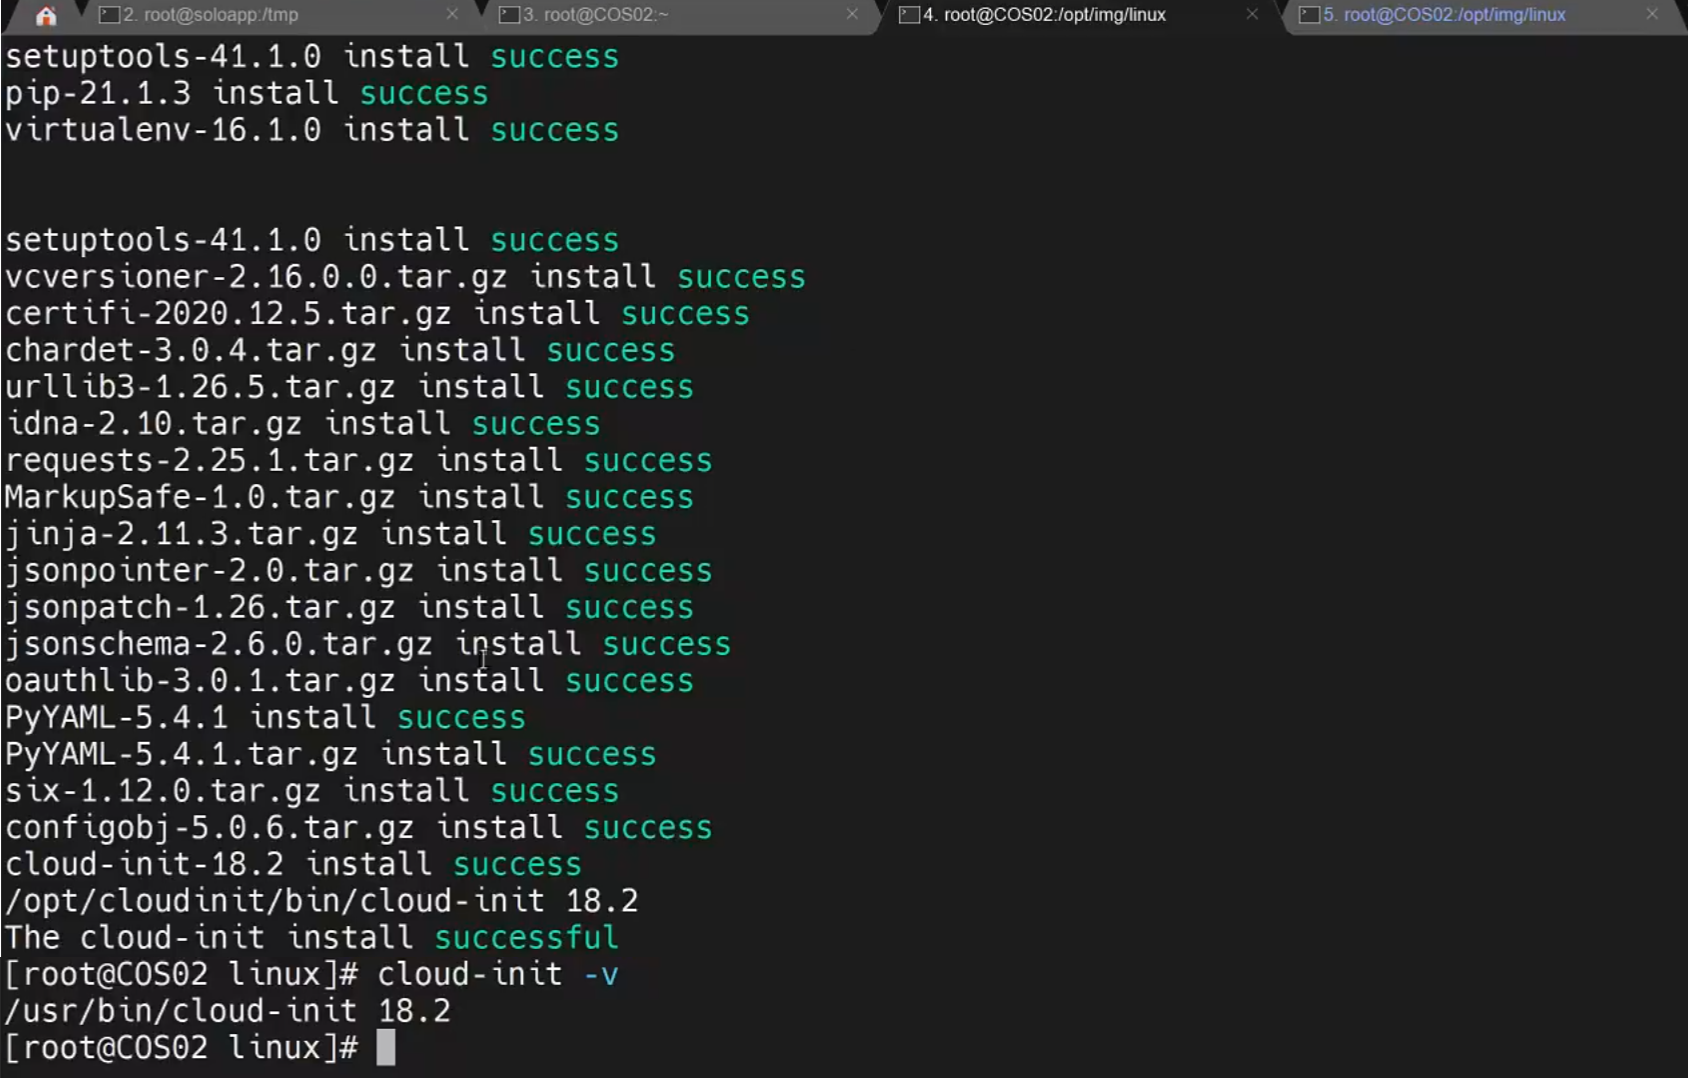 2. root@soloapp:/tmp
3. root@COS02:~
4. root@COS02:/opt/img/linux
5. root@COS02:/opt/img/linux
setuptools-41.1.0 install success
pip-21.1.3 install success
virtualenv-16.1.0 install success
setuptools-41.1.0 install success
vcversioner-2.16.0.0.tar.gz install success
certifi-2020.12.5.tar.gz install success
chardet-3.0.4.tar.gz install success
urllib3-1.26.5.tar.gz install success
idna-2.10.tar.gz install success
requests-2.25.1.tar.gz install success
MarkupSafe-1.0.tar.gz install success
jinja-2.11.3.tar.gz install success
jsonpointer-2.0.tar.gz install success
jsonpatch-1.26.tar.gz install success
jsonschema-2.6.0.tar.gz install success
oauthlib-3.0.1.tar.gz install success
PyYAML-5.4.1 install success
PyYAML-5.4.1.tar.gz install success
six-1.12.0.tar.gz install success
configobj-5.0.6.tar.gz install success
cloud-init-18.2 install success
/opt/cloudinit/bin/cloud-init 18.2
The cloud-init install successful
[root@COS02 linux]# cloud-init -v
/usr/bin/cloud-init 18.2
[root@COS02 linux]#